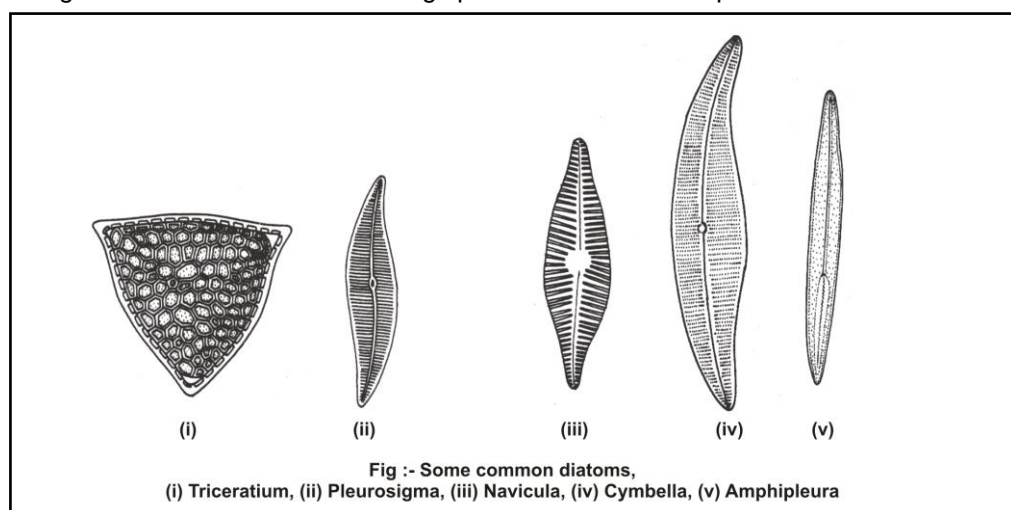 (i)
(ii)
(iii)
(iv)
(v)
Fig :- Some common diatoms,
(i) Triceratium, (ii) Pleurosigma, (iii) Navicula, (iv) Cymbella, (v) Amphipleura